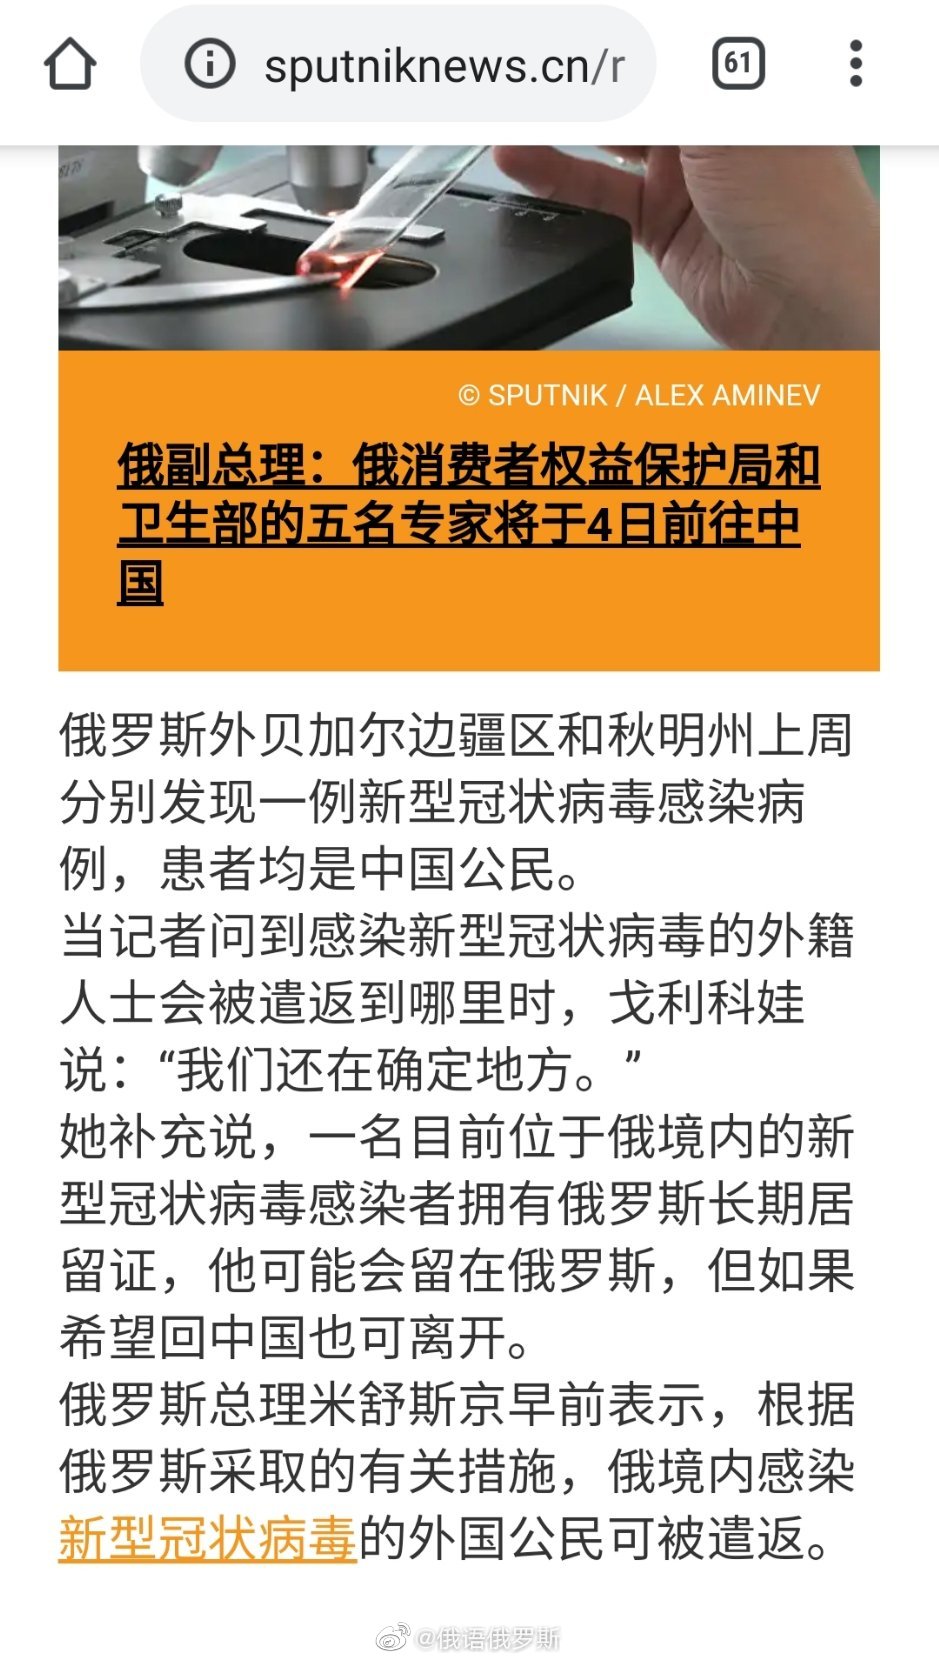 sputniknews.cn/r
61
© SPUTNIK / ALEX AMINEV
俄副总理：俄消费者权益保护局和
卫生部的五名专家将于4日前往中
国
俄罗斯外贝加尔边疆区和秋明州上周
分别发现一例新型冠状病毒感染病
例，患者均是中国公民。
当记者问到感染新型冠状病毒的外籍
人士会被遣返到哪里时，戈利科娃
说：“我们还在确定地方。”
她补充说，一名目前位于俄境内的新
型冠状病毒感染者拥有俄罗斯长期居
留证，他可能会留在俄罗斯，但如果
希望回中国也可离开。
俄罗斯总理米舒斯京早前表示，根据
俄罗斯采取的有关措施，俄境内感染
新型冠状病毒的外国公民可被遣返。
@俄语俄罗斯